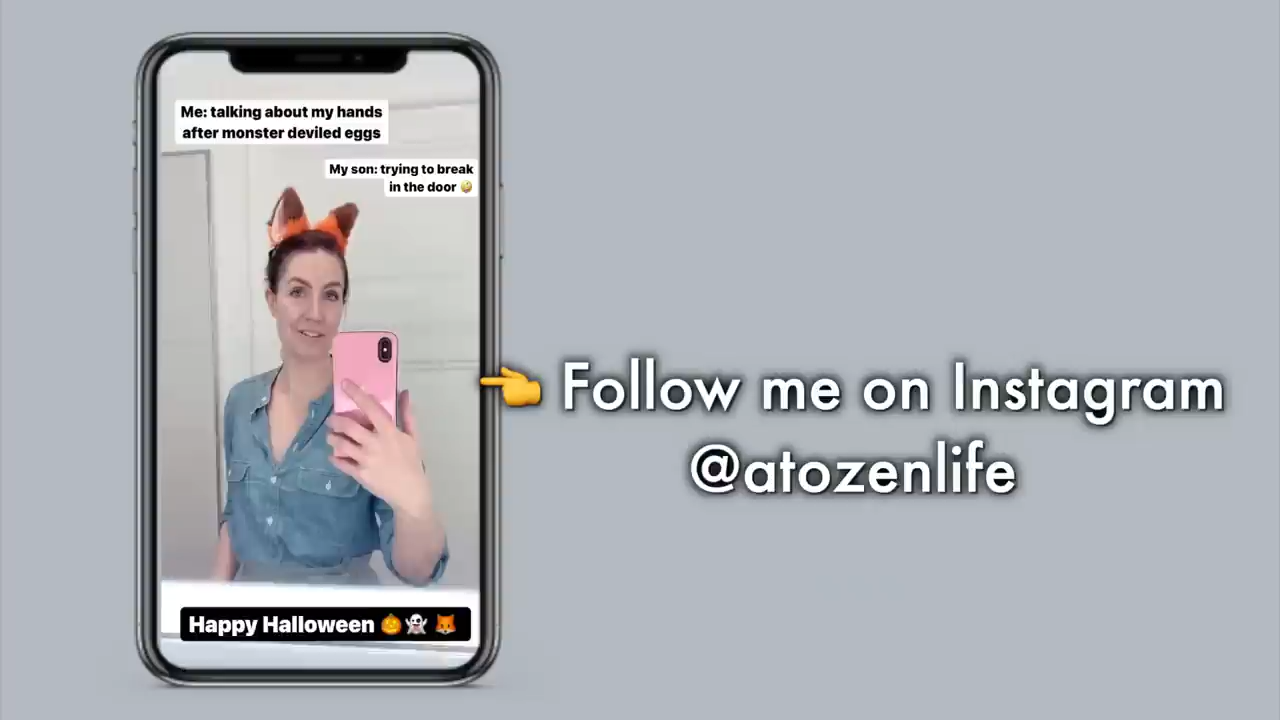 Me: talking about my hands
after monster deviled eggs
My son: trying to break
in the door 🤪
👈 Follow me on Instagram
@atozenlife
Happy Halloween 🎃👻 🦊